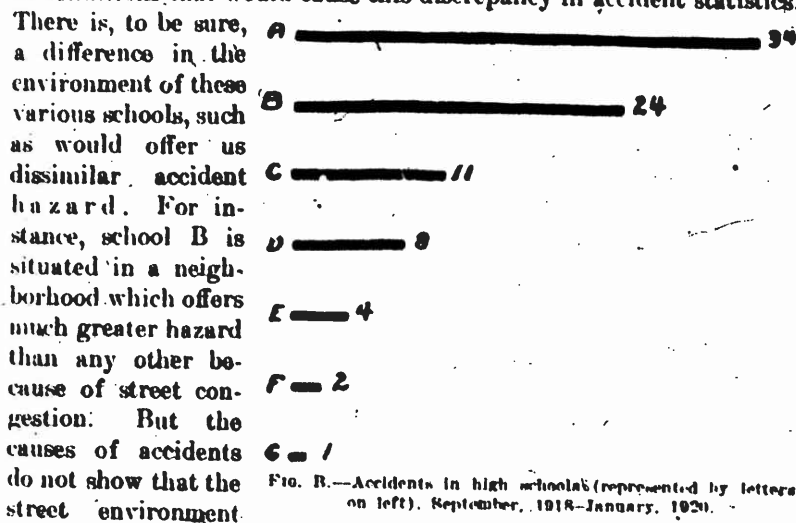 accident statistics.
There is, to be sure,
a difference in the
environment of these
various schools, such
as would offer us
dissimilar accident
hazard. For in-
stance, school B is
situated in a neigh-
borhood which offers
much greater hazard
than any other be-
cause of street con-
gestion. But the
causes of accidents
do not show that the
street environment
A 34
B 24
C 11
D 8
E 4
F 2
G 1
FIG. B.—Accidents in high schools (represented by letters
on left). September, 1918–January, 1920.